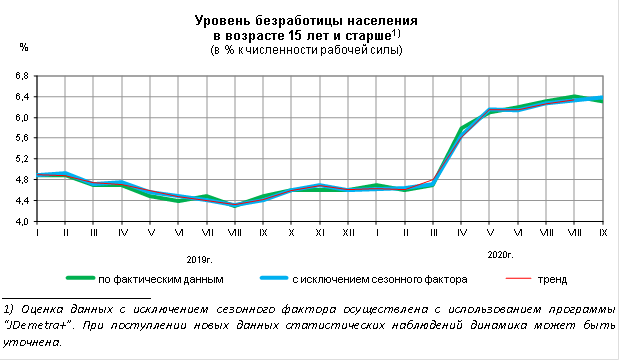 Уровень безработицы населения
в возрасте 15 лет и старше1)
(в % к численности рабочей силы)
%
6,8
6,4
6,0
5,6
5,2
4,8
4,4
4,0
I II III IV V VI VII VIII IX X XI XII I II III IV V VI VII VIII IX
2019г. 2020г.
по фактическим данным с исключением сезонного фактора тренд
1) Оценка данных с исключением сезонного фактора осуществлена с использованием программы
"JDemetra+". При поступлении новых данных статистических наблюдений динамика может быть
уточнена.